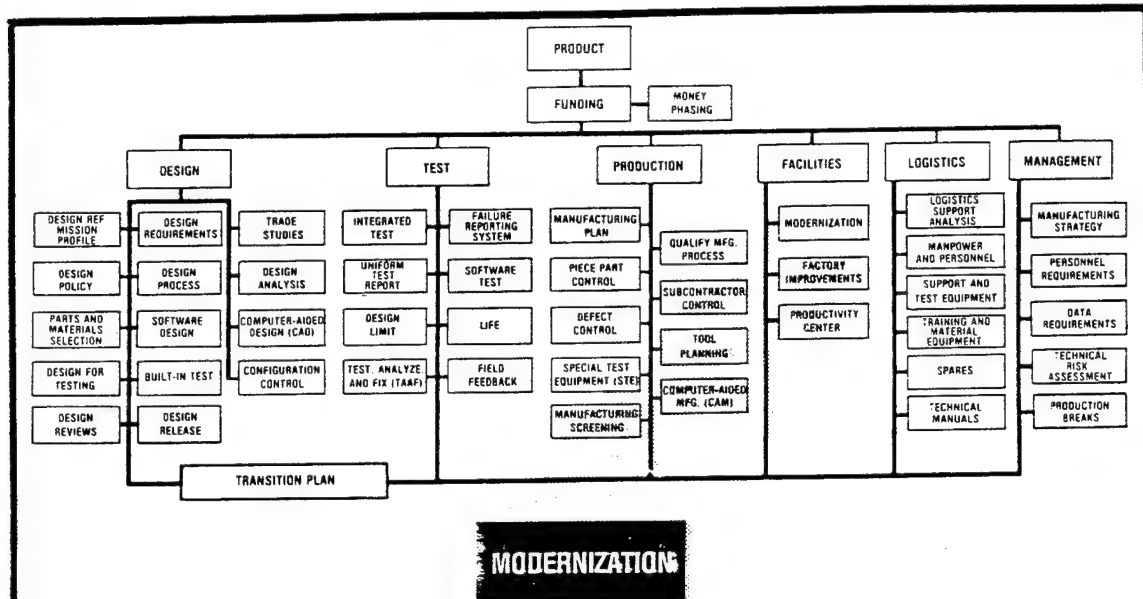 PRODUCT
FUNDING
MONEY
PHASING
DESIGN
TEST
PRODUCTION
FACILITIES
LOGISTICS
MANAGEMENT
DESIGN REF
MISSION
PROFILE
DESIGN
POLICY
PARTS AND
MATERIALS
SELECTION
DESIGN FOR
TESTING
DESIGN
REVIEWS
DESIGN
REQUIREMENTS
DESIGN
PROCESS
SOFTWARE
DESIGN
BUILT-IN TEST
DESIGN
RELEASE
TRADE
STUDIES
DESIGN
ANALYSIS
COMPUTER-AIDED
DESIGN (CAD)
CONFIGURATION
CONTROL
INTEGRATED
TEST
UNIFORM
TEST
REPORT
DESIGN
LIMIT
TEST, ANALYZE,
AND FIX (TAAF)
FAILURE
REPORTING
SYSTEM
SOFTWARE
TEST
LIFE
FIELD
FEEDBACK
MANUFACTURING
PLAN
PIECE PART
CONTROL
DEFECT
CONTROL
SPECIAL TEST
EQUIPMENT (STE)
MANUFACTURING
SCREENING
QUALIFY MFG.
PROCESS
SUBCONTRACTOR
CONTROL
TOOL
PLANNING
COMPUTER-AIDED
MFG. (CAM)
MODERNIZATION
FACTORY
IMPROVEMENTS
PRODUCTIVITY
CENTER
LOGISTICS
SUPPORT
ANALYSIS
MANPOWER
AND PERSONNEL
SUPPORT AND
TEST EQUIPMENT
TRAINING AND
MATERIAL
EQUIPMENT
SPARES
TECHNICAL
MANUALS
MANUFACTURING
STRATEGY
PERSONNEL
REQUIREMENTS
DATA
REQUIREMENTS
TECHNICAL
RISK
ASSESSMENT
PRODUCTION
BREAKS
TRANSITION PLAN
MODERNIZATION